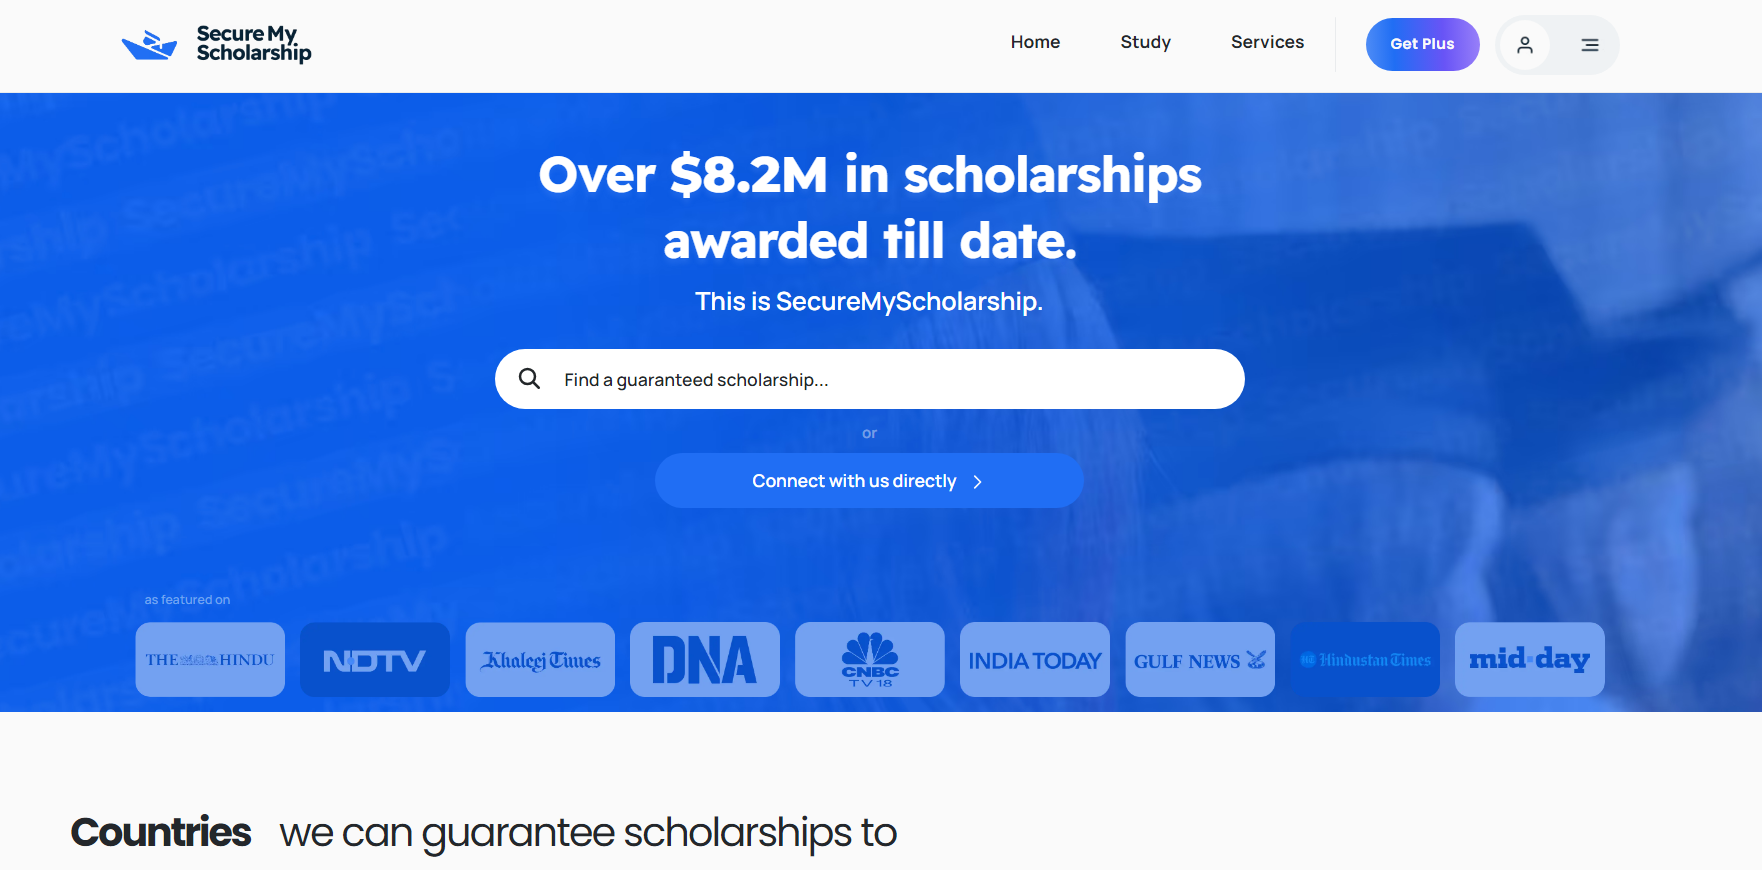 Secure My
Scholarship
Home Study Services Get Plus
Over $8.2M in scholarships
awarded till date.
This is SecureMyScholarship.
Find a guaranteed scholarship...
or
Connect with us directly
as featured on
THE HINDU NDTV Khaleej Times DNA CNBC TV18 INDIA TODAY GULF NEWS Hindustan Times mid-day
Countries we can guarantee scholarships to